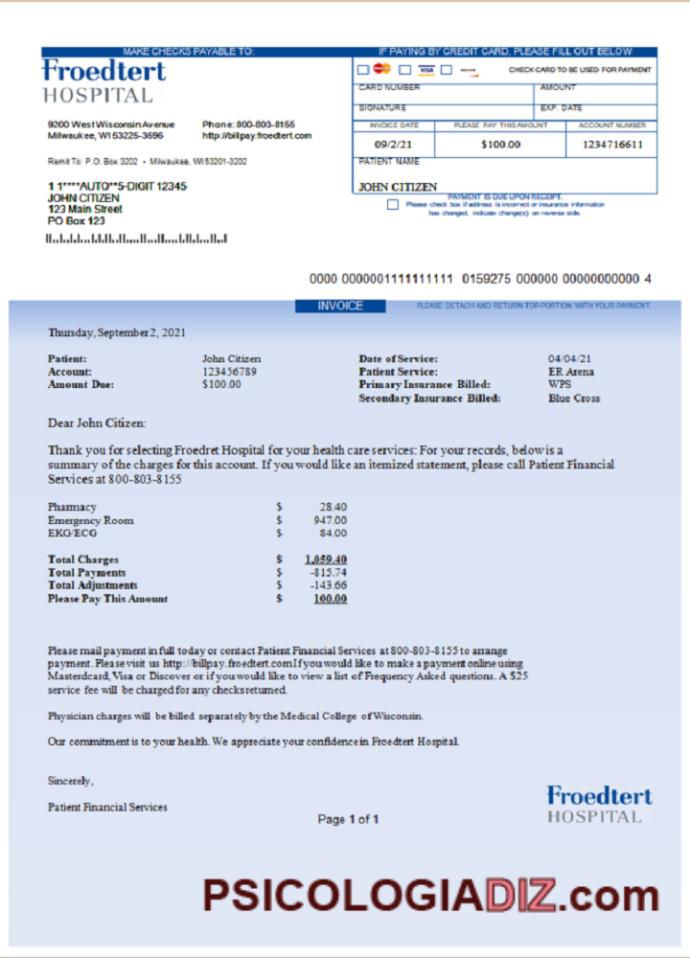 MAKE CHECKS PAYABLE TO:
Froedtert
HOSPITAL
9200 West Wisconsin Avenue
Milwaukee, WI 53225-3596
Phone: 800-803-8155
http://billpay.froedtert.com
Remit To: P.O. Box 3202 • Milwaukee, WI 53201-3202
1 1****AUTO**5-DIGIT 12345
JOHN CITIZEN
123 Main Street
PO Box 123
IF PAYING BY CREDIT CARD, PLEASE FILL OUT BELOW
VISA
CHECK CARD TO BE USED FOR PAYMENT
CARD NUMBER AMOUNT
SIGNATURE EXP. DATE
INVOICE DATE PLEASE PAY THIS AMOUNT ACCOUNT NUMBER
09/2/21 $100.00 1234716611
PATIENT NAME
JOHN CITIZEN
PAYMENT IS DUE UPON RECEIPT.
Please check box if address is incorrect or insurance information
has changed, indicate change(s) on reverse side.
0000 0000001111111111 0159275 000000 00000000000 4
INVOICE PLEASE DETACH AND RETURN TOP PORTION WITH YOUR PAYMENT.
Thursday, September 2, 2021
Patient: John Citizen
Account: 123456789
Amount Due: $100.00
Date of Service: 04/04/21
Patient Service: ER Arena
Primary Insurance Billed: WPS
Secondary Insurance Billed: Blue Cross
Dear John Citizen:
Thank you for selecting Froedret Hospital for your health care services: For your records, below is a
summary of the charges for this account. If you would like an itemized statement, please call Patient Financial
Services at 800-803-8155
Pharmacy $ 28.40
Emergency Room $ 947.00
EKG/ECG $ 84.00
Total Charges $ 1,059.40
Total Payments $ -815.74
Total Adjustments $ -143.66
Please Pay This Amount $ 100.00
Please mail payment in full today or contact Patient Financial Services at 800-803-8155 to arrange
payment. Please visit us http://billpay.froedtert.comIf you would like to make a payment online using
Masterdcard, Visa or Discover or if you would like to view a list of Frequency Asked questions. A $25
service fee will be charged for any checks returned.
Physician charges will be billed separately by the Medical College of Wisconsin.
Our commitment is to your health. We appreciate your confidence in Froedtert Hospital.
Sincerely,
Patient Financial Services
Page 1 of 1
Froedtert
HOSPITAL
PSICOLOGIADIZ.com